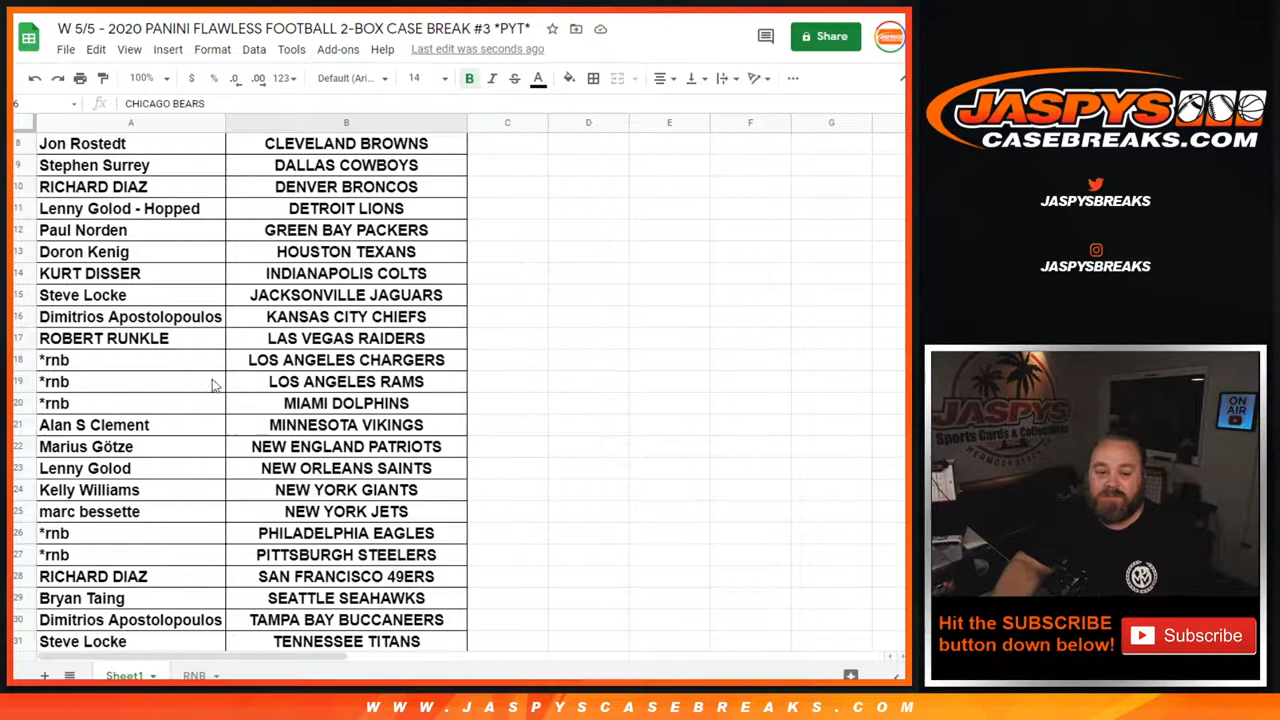 W 5/5 - 2020 PANINI FLAWLESS FOOTBALL 2-BOX CASE BREAK #3 *PYT*
File Edit View Insert Format Data Tools Add-ons Help Last edit was seconds ago
Share
100% $ % .0 .00 123 Default (Ari... 14 B I S A
6 fx CHICAGO BEARS
A B C D E F G
8 Jon Rostedt CLEVELAND BROWNS
9 Stephen Surrey DALLAS COWBOYS
10 RICHARD DIAZ DENVER BRONCOS
11 Lenny Golod - Hopped DETROIT LIONS
12 Paul Norden GREEN BAY PACKERS
13 Doron Kenig HOUSTON TEXANS
14 KURT DISSER INDIANAPOLIS COLTS
15 Steve Locke JACKSONVILLE JAGUARS
16 Dimitrios Apostolopoulos KANSAS CITY CHIEFS
17 ROBERT RUNKLE LAS VEGAS RAIDERS
18 *rnb LOS ANGELES CHARGERS
19 *rnb LOS ANGELES RAMS
20 *rnb MIAMI DOLPHINS
21 Alan S Clement MINNESOTA VIKINGS
22 Marius Götze NEW ENGLAND PATRIOTS
23 Lenny Golod NEW ORLEANS SAINTS
24 Kelly Williams NEW YORK GIANTS
25 marc bessette NEW YORK JETS
26 *rnb PHILADELPHIA EAGLES
27 *rnb PITTSBURGH STEELERS
28 RICHARD DIAZ SAN FRANCISCO 49ERS
29 Bryan Taing SEATTLE SEAHAWKS
30 Dimitrios Apostolopoulos TAMPA BAY BUCCANEERS
31 Steve Locke TENNESSEE TITANS
Sheet1 RNB
JASPYS
CASEBREAKS.COM
JASPYSBREAKS
JASPYSBREAKS
JASPYS
Sports Cards & Collectibles
HERMOSA BEACH
ON
AIR
Hit the SUBSCRIBE
button down below!
Subscribe
WWW.JASPYSCASEBREAKS.COM